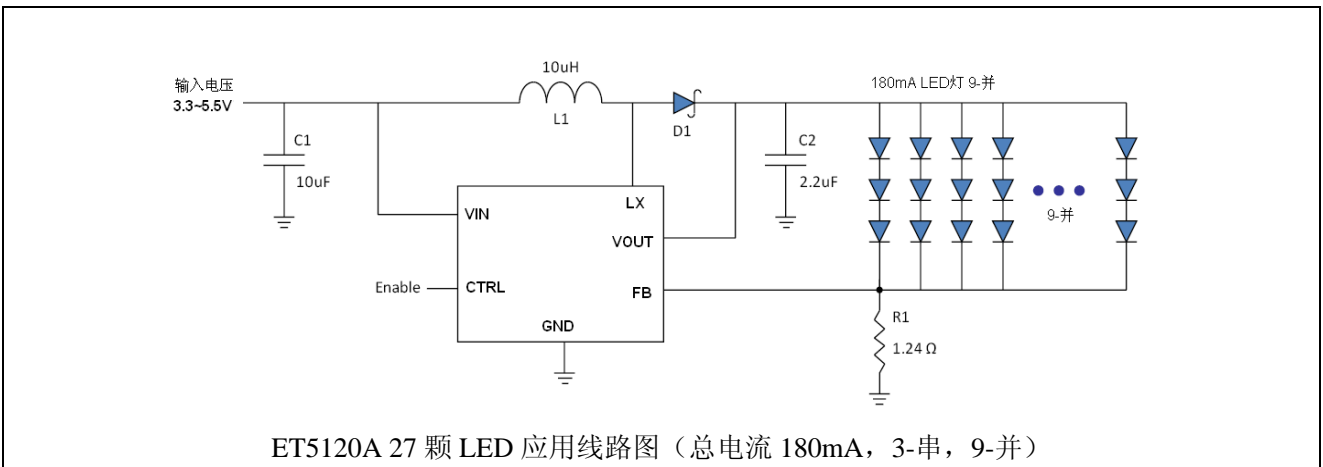 输入电压
3.3~5.5V
10uH
L1
D1
180mA LED灯 9-并
C1
10uF
C2
2.2uF
VIN
LX
VOUT
Enable
CTRL
FB
GND
9-并
R1
1.24 Ω
ET5120A 27 颗 LED 应用线路图（总电流 180mA，3-串，9-并）